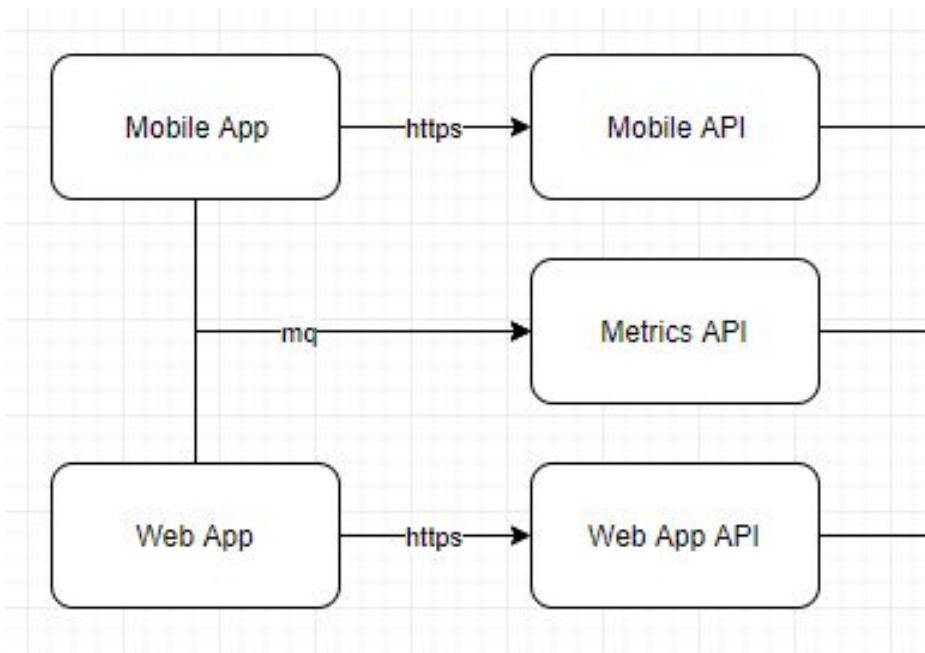 Mobile App
https
Mobile API
mq
Metrics API
Web App
https
Web App API